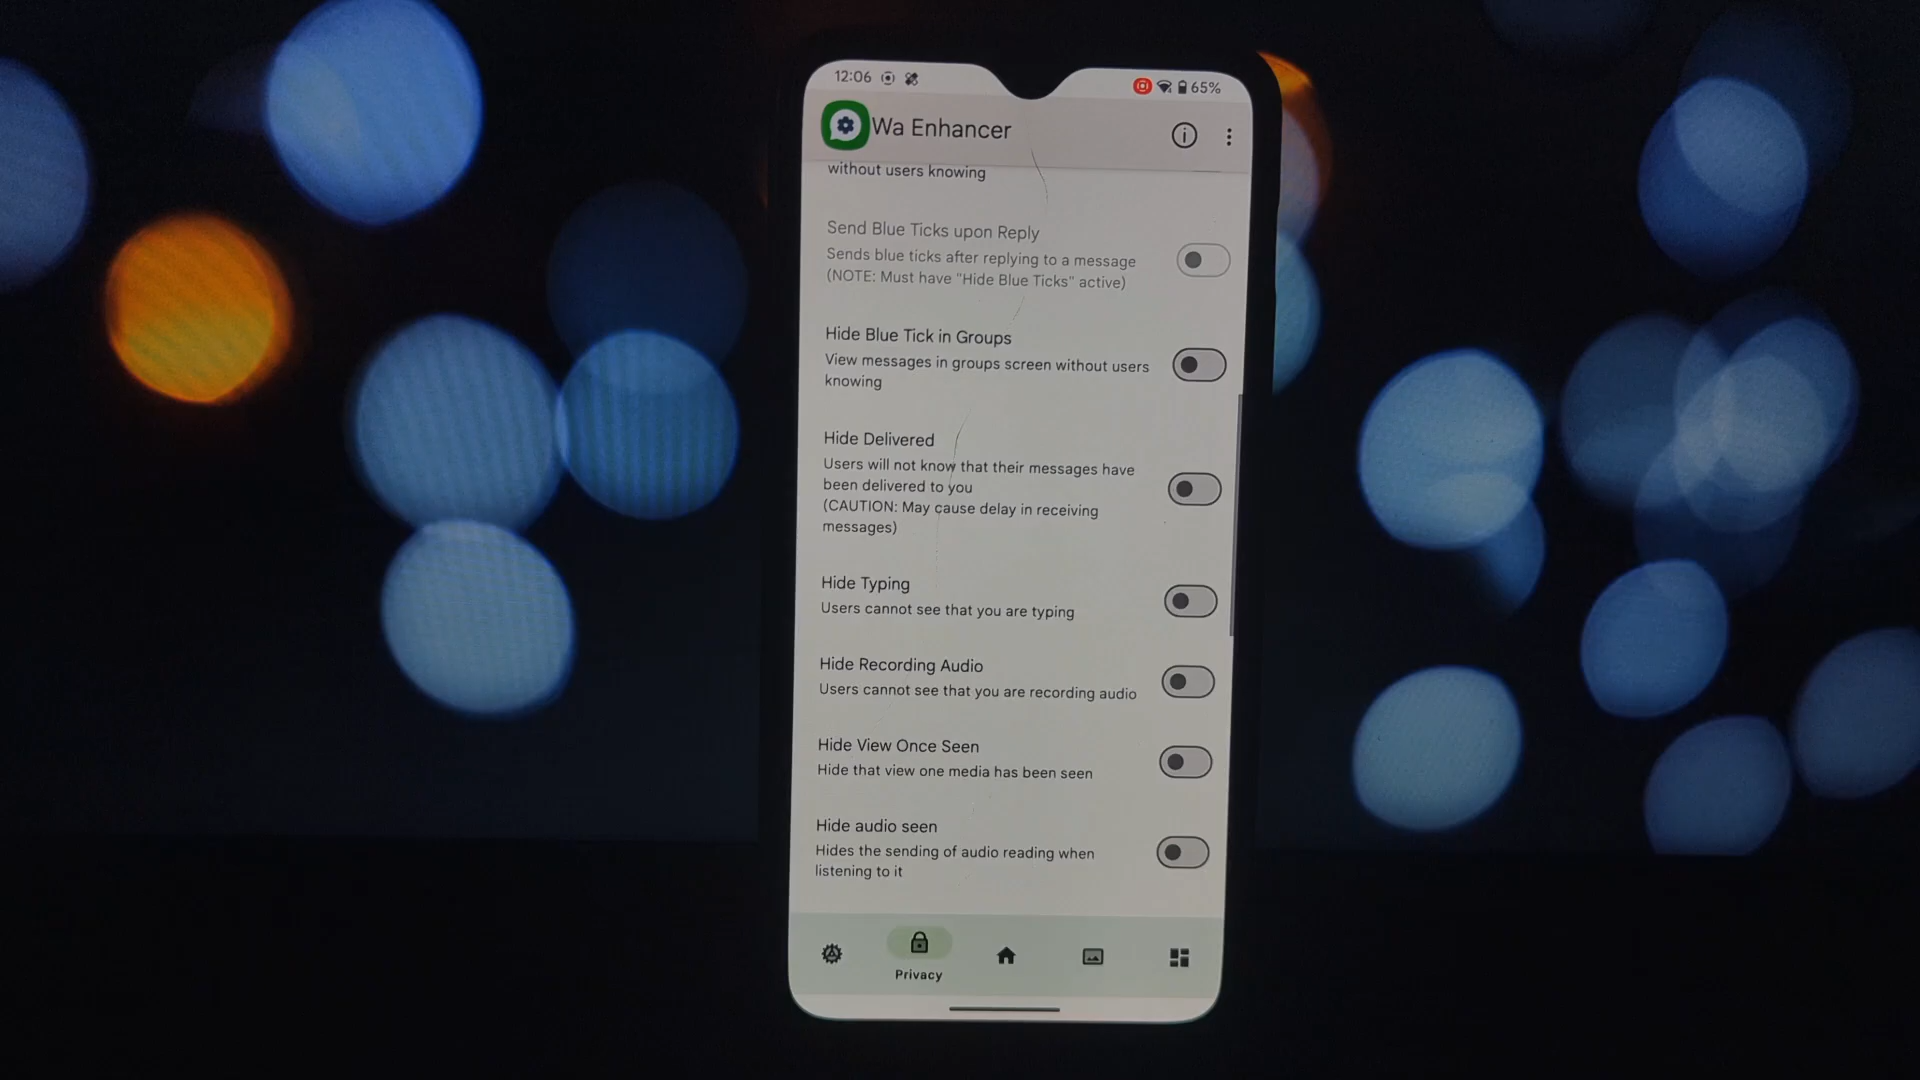 12:06
65%
Wa Enhancer
without users knowing
Send Blue Ticks upon Reply
Sends blue ticks after replying to a message
(NOTE: Must have "Hide Blue Ticks" active)
Hide Blue Tick in Groups
View messages in groups screen without users
knowing
Hide Delivered
Users will not know that their messages have
been delivered to you
(CAUTION: May cause delay in receiving
messages)
Hide Typing
Users cannot see that you are typing
Hide Recording Audio
Users cannot see that you are recording audio
Hide View Once Seen
Hide that view one media has been seen
Hide audio seen
Hides the sending of audio reading when
listening to it
Privacy